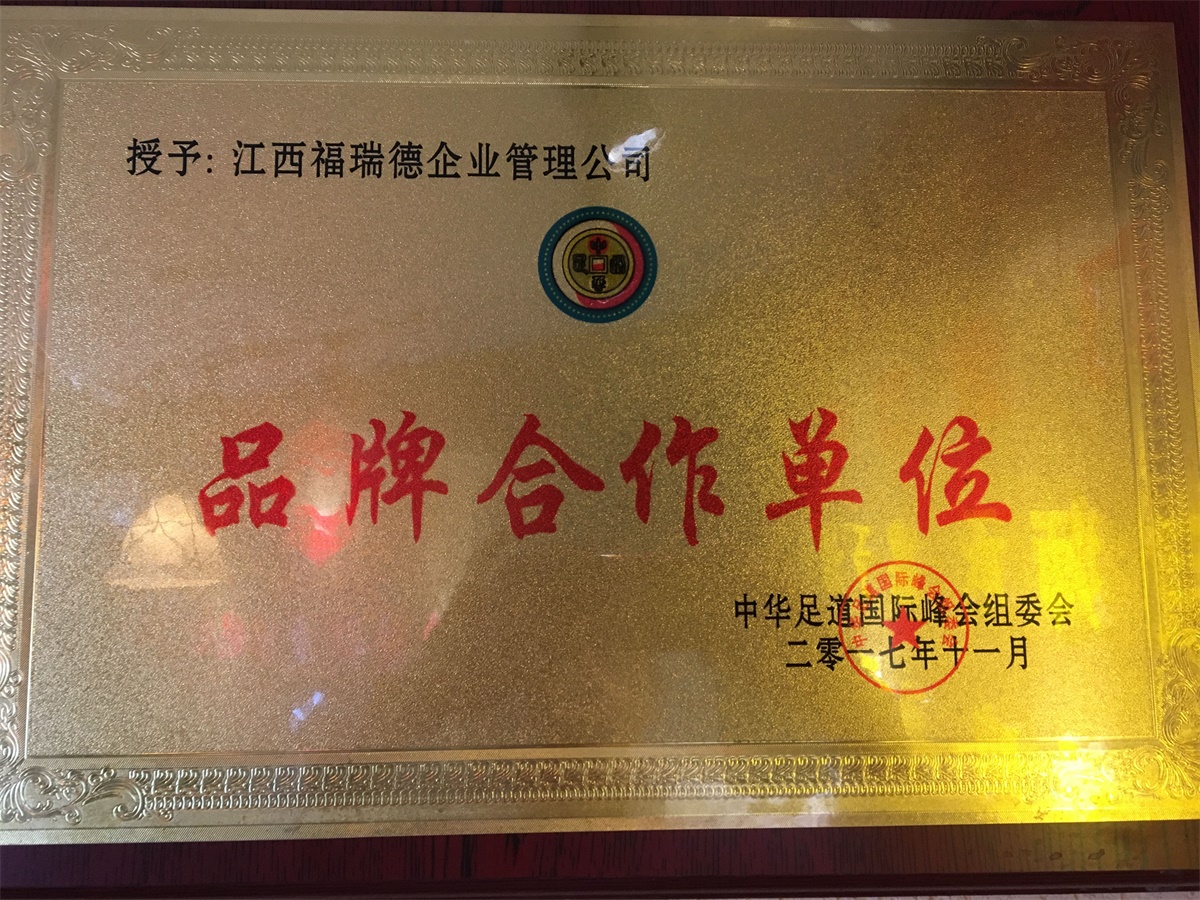 授予: 江西福瑞德企业管理公司
品牌合作单位
中华足道国际峰会组委会
二零一七年十一月